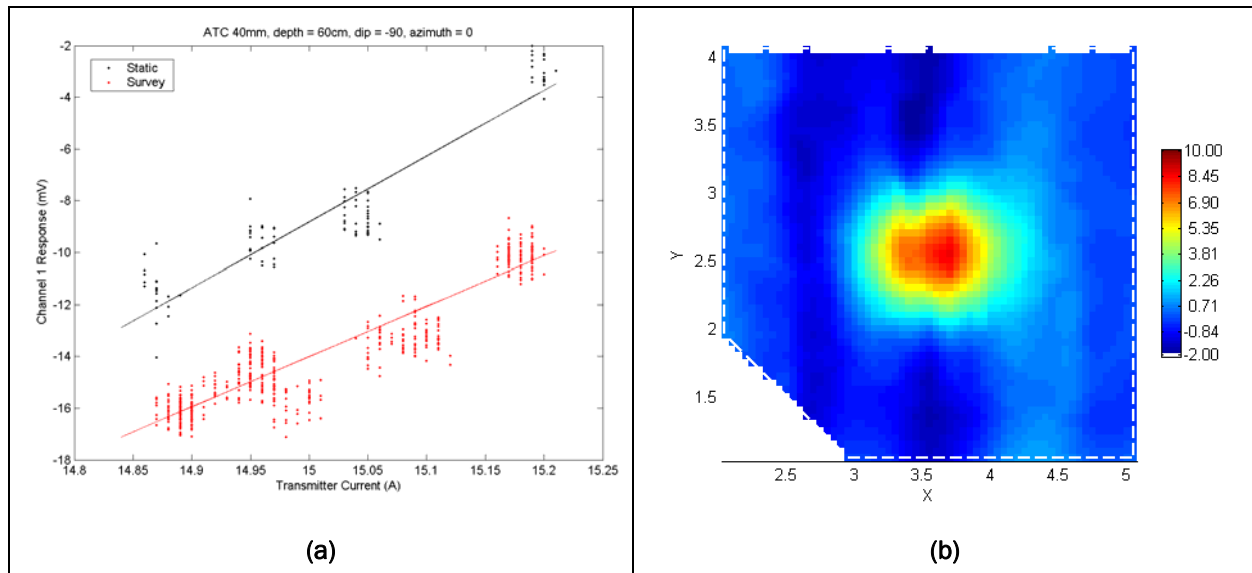 ATC 40mm, depth = 60cm, dip = -90, azimuth = 0
Static
Survey
Channel 1 Response (mV)
-2
-4
-6
-8
-10
-12
-14
-16
-18
14.8 14.85 14.9 14.95 15 15.05 15.1 15.15 15.2 15.25
Transmitter Current (A)
(a)
4
3.5
3
2.5
2
1.5
Y
2.5 3 3.5 4 4.5 5
X
10.00
8.45
6.90
5.35
3.81
2.26
0.71
-0.84
-2.00
(b)